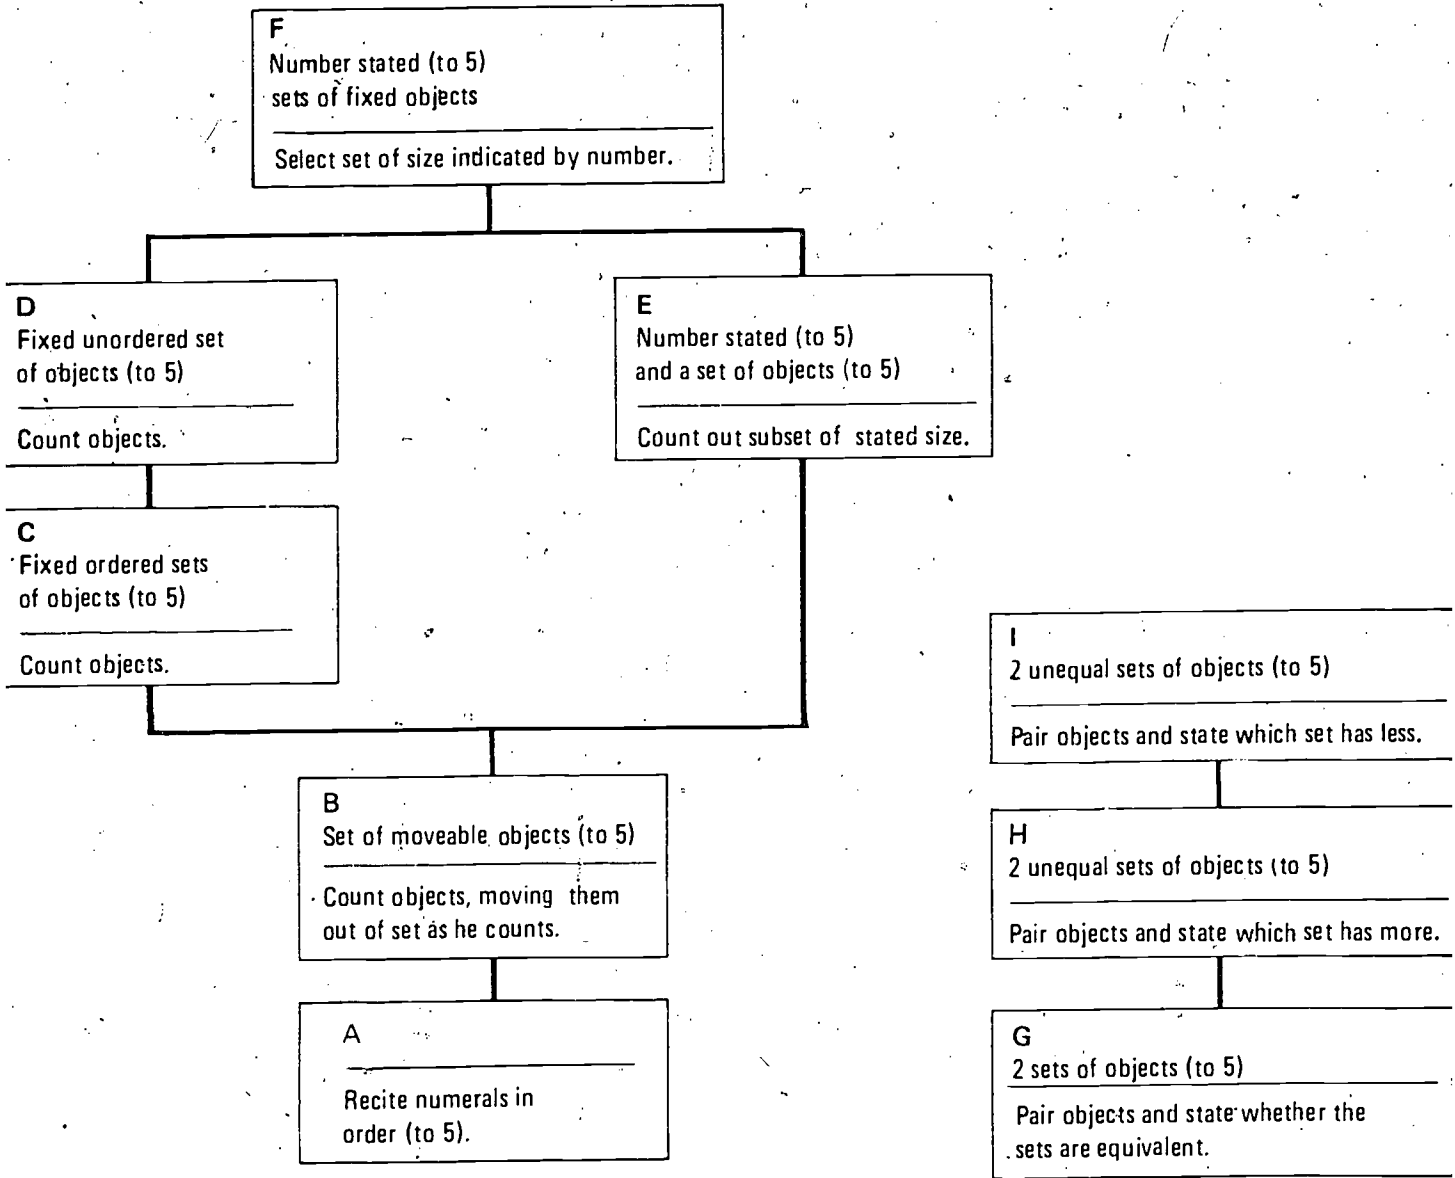 F
Number stated (to 5)
sets of fixed objects
Select set of size indicated by number.
D
Fixed unordered set
of objects (to 5)
Count objects.
E
Number stated (to 5)
and a set of objects (to 5)
Count out subset of stated size.
C
Fixed ordered sets
of objects (to 5)
Count objects.
I
2 unequal sets of objects (to 5)
Pair objects and state which set has less.
B
Set of moveable objects (to 5)
Count objects, moving them
out of set as he counts.
H
2 unequal sets of objects (to 5)
Pair objects and state which set has more.
A
Recite numerals in
order (to 5).
G
2 sets of objects (to 5)
Pair objects and state whether the
sets are equivalent.